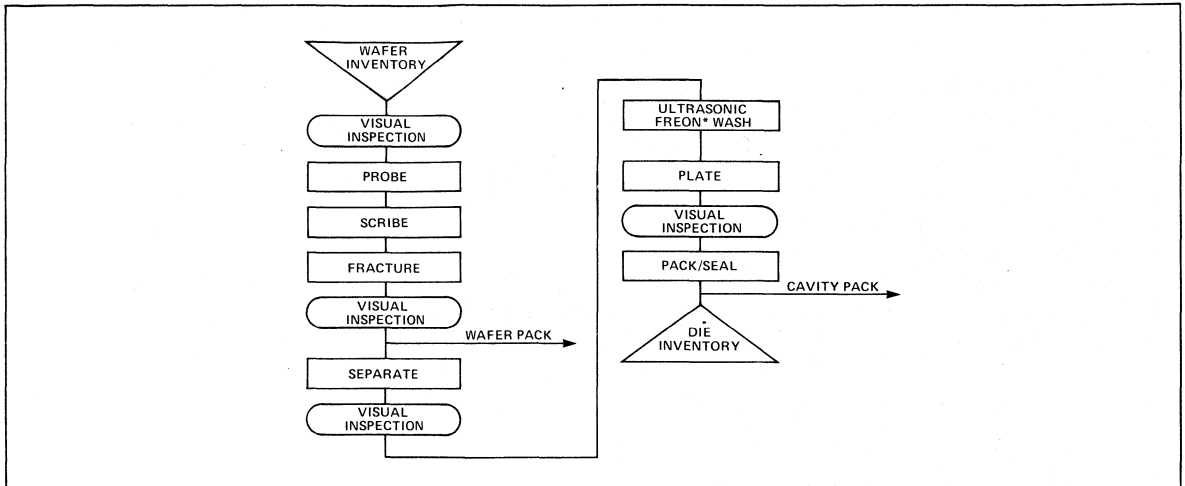 WAFER
INVENTORY
VISUAL
INSPECTION
PROBE
SCRIBE
FRACTURE
VISUAL
INSPECTION
WAFER PACK
SEPARATE
VISUAL
INSPECTION
ULTRASONIC
FREON* WASH
PLATE
VISUAL
INSPECTION
PACK/SEAL
CAVITY PACK
DIE
INVENTORY